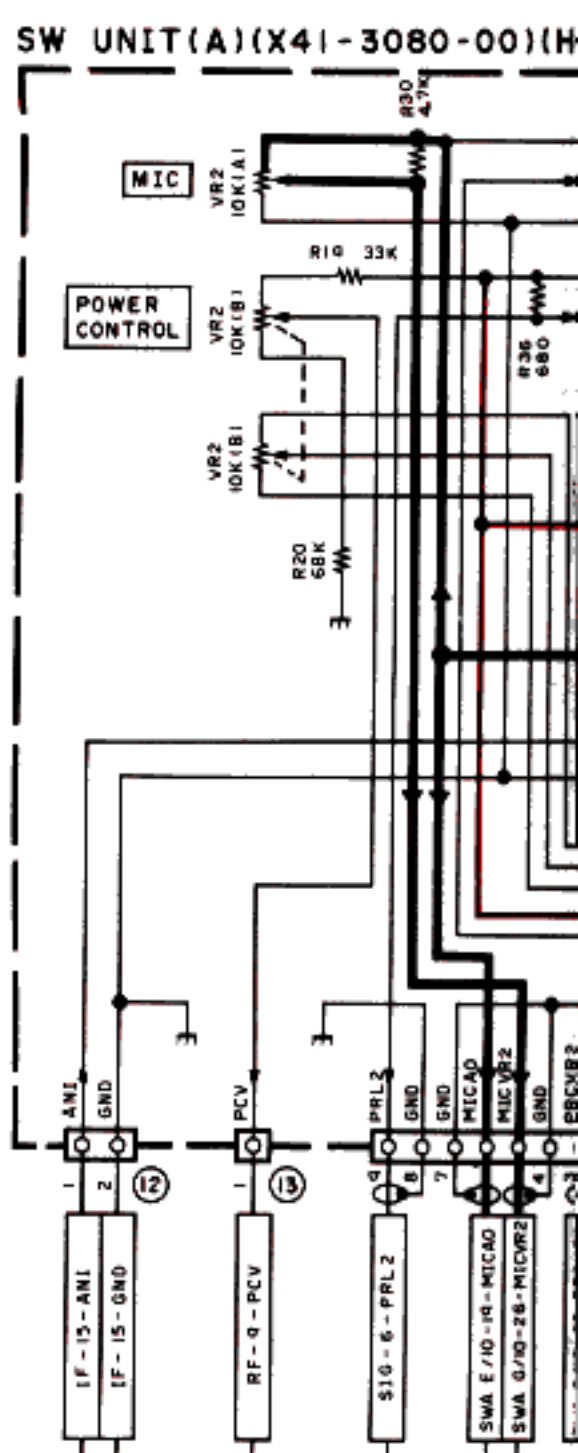 SW UNIT(A)(X41-3080-00)(H
R30
4.7K
MIC
VR2
10K(A)
R19 33K
POWER
CONTROL
VR2
10K(B)
R36
680
VR2
10K(B)
R20
68K
ANI
GND
PCV
PRL2
GND
GND
MICAO
MICVR2
GND
1
2
12
1
13
9
8
7
4
3
IF-15-ANI
IF-15-GND
RF-9-PCV
SIG-6-PRL2
SWA E/10-19-MICAO
SWA G/10-26-MICVR2